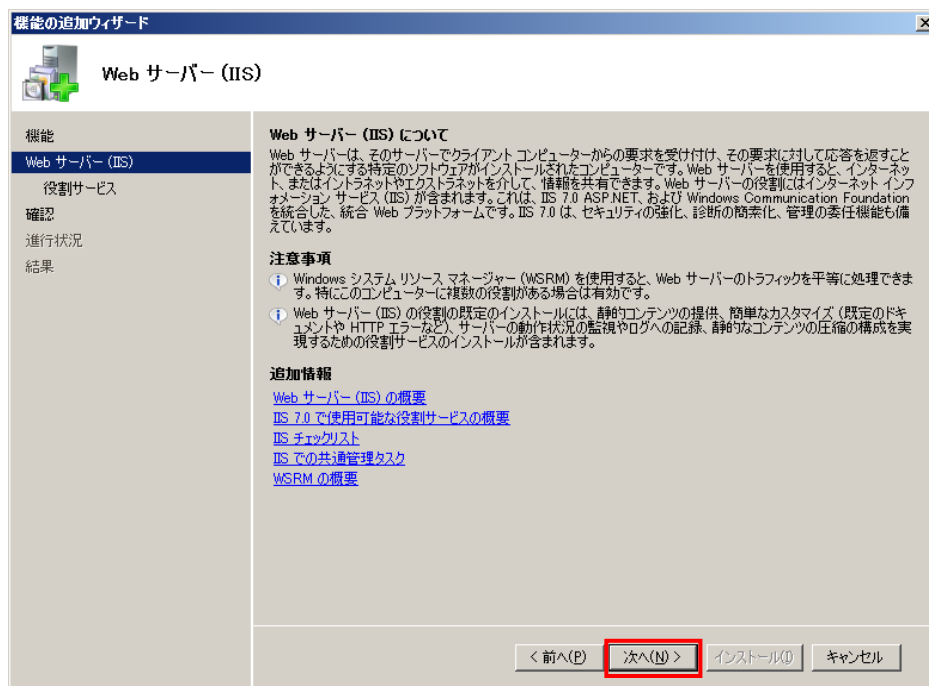 機能の追加ウィザード
Web サーバー (IIS)
機能
Web サーバー (IIS)
役割サービス
確認
進行状況
結果
Web サーバー (IIS) について
Web サーバーは、そのサーバーでクライアント コンピューターからの要求を受け付け、その要求に対して応答を返すこと
ができるようにする特定のソフトウェアがインストールされたコンピューターです。Web サーバーを使用すると、インターネッ
ト、またはイントラネットやエクストラネットを介して、情報を共有できます。Web サーバーの役割にはインターネット インフ
ォメーション サービス (IIS) が含まれます。これは、IIS 7.0 ASP.NET、および Windows Communication Foundation
を統合した、統合 Web プラットフォームです。IIS 7.0 は、セキュリティの強化、診断の簡素化、管理の委任機能も備
えています。
注意事項
Windows システム リソース マネージャー (WSRM) を使用すると、Web サーバーのトラフィックを平等に処理できま
す。特にこのコンピューターに複数の役割がある場合は有効です。
Web サーバー (IIS) の役割の既定のインストールには、静的コンテンツの提供、簡単なカスタマイズ (既定のドキ
ュメントや HTTP エラーなど)、サーバーの動作状況の監視やログへの記録、静的なコンテンツの圧縮の構成を実
現するための役割サービスのインストールが含まれます。
追加情報
Web サーバー (IIS) の概要
IIS 7.0 で使用可能な役割サービスの概要
IIS チェックリスト
IIS での共通管理タスク
WSRM の概要
< 前へ(P) 次へ(N) > インストール(I) キャンセル